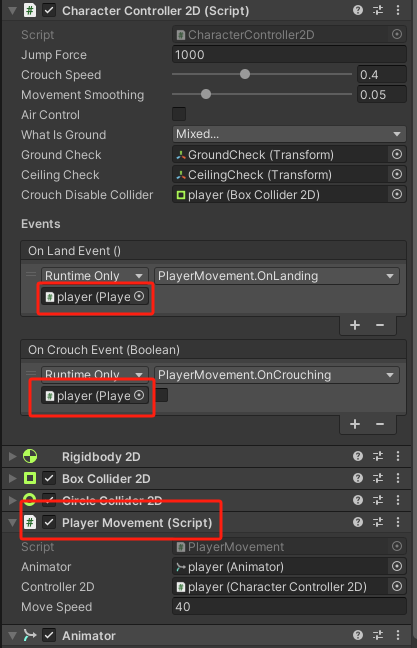 Character Controller 2D (Script)
Script CharacterController2D
Jump Force 1000
Crouch Speed 0.4
Movement Smoothing 0.05
Air Control
What Is Ground Mixed...
Ground Check GroundCheck (Transform)
Ceiling Check CeilingCheck (Transform)
Crouch Disable Collider player (Box Collider 2D)
Events
On Land Event ()
Runtime Only PlayerMovement.OnLanding
player (Playe
+ −
On Crouch Event (Boolean)
Runtime Only PlayerMovement.OnCrouching
player (Playe
+ −
Rigidbody 2D
Box Collider 2D
Circle Collider 2D
Player Movement (Script)
Script PlayerMovement
Animator player (Animator)
Controller 2D player (Character Controller 2D)
Move Speed 40
Animator